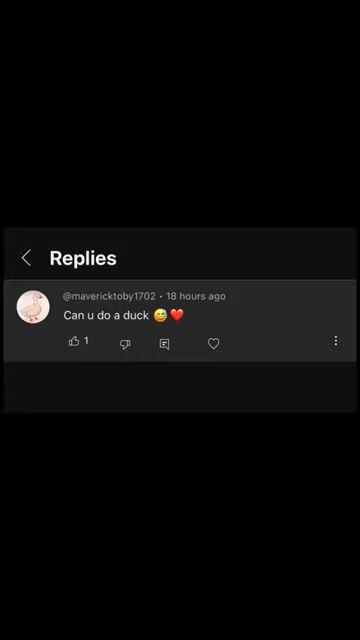 Replies
@mavericktoby1702 • 18 hours ago
Can u do a duck 😅❤️
1